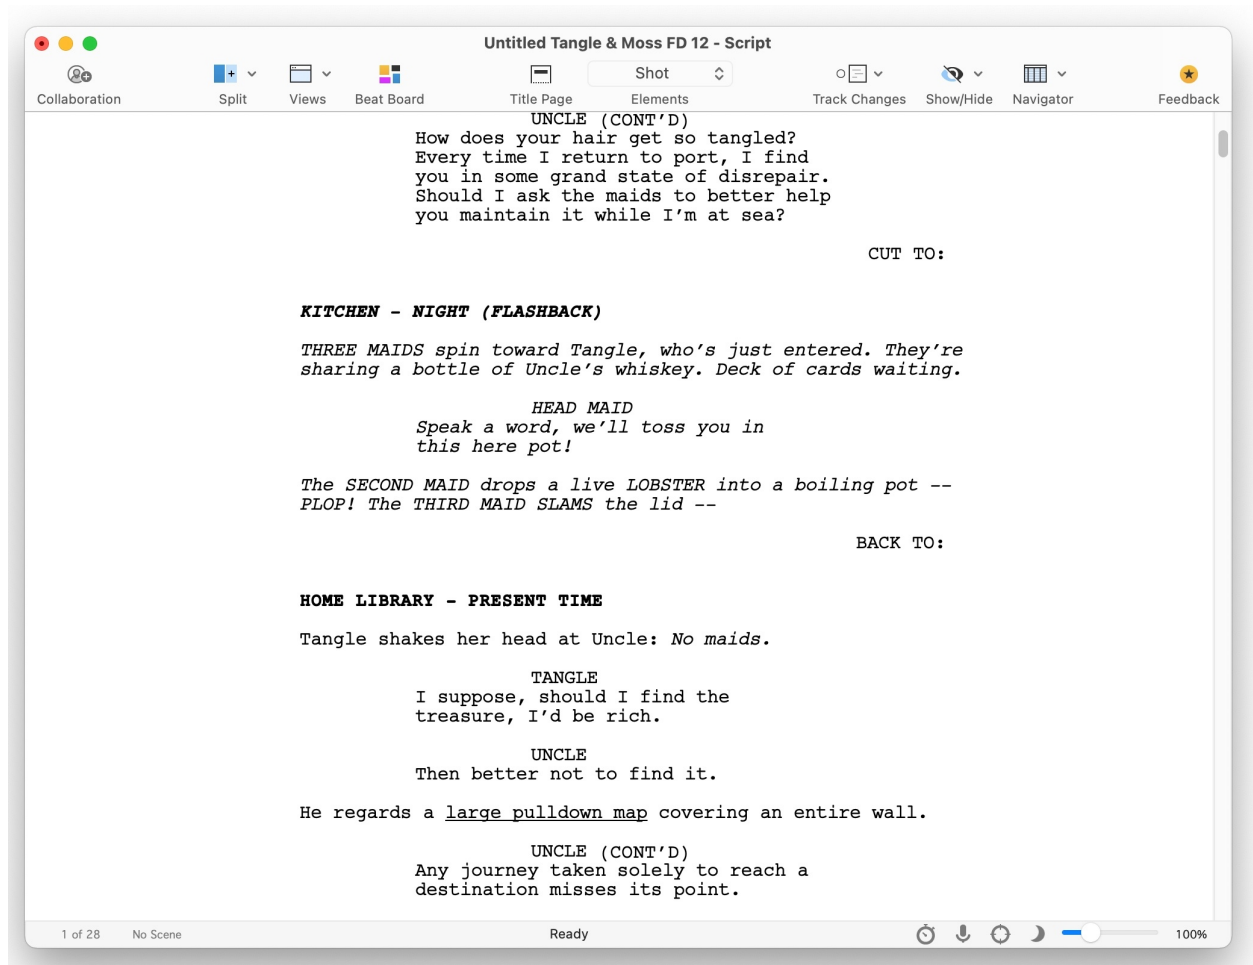 Untitled Tangle & Moss FD 12 - Script
Shot
Collaboration Split Views Beat Board Title Page Elements Track Changes Show/Hide Navigator Feedback
UNCLE (CONT'D)
How does your hair get so tangled?
Every time I return to port, I find
you in some grand state of disrepair.
Should I ask the maids to better help
you maintain it while I'm at sea?
CUT TO:
KITCHEN - NIGHT (FLASHBACK)
THREE MAIDS spin toward Tangle, who's just entered. They're
sharing a bottle of Uncle's whiskey. Deck of cards waiting.
HEAD MAID
Speak a word, we'll toss you in
this here pot!
The SECOND MAID drops a live LOBSTER into a boiling pot --
PLOP! The THIRD MAID SLAMS the lid --
BACK TO:
HOME LIBRARY - PRESENT TIME
Tangle shakes her head at Uncle: No maids.
TANGLE
I suppose, should I find the
treasure, I'd be rich.
UNCLE
Then better not to find it.
He regards a large pulldown map covering an entire wall.
UNCLE (CONT'D)
Any journey taken solely to reach a
destination misses its point.
1 of 28 No Scene Ready 100%